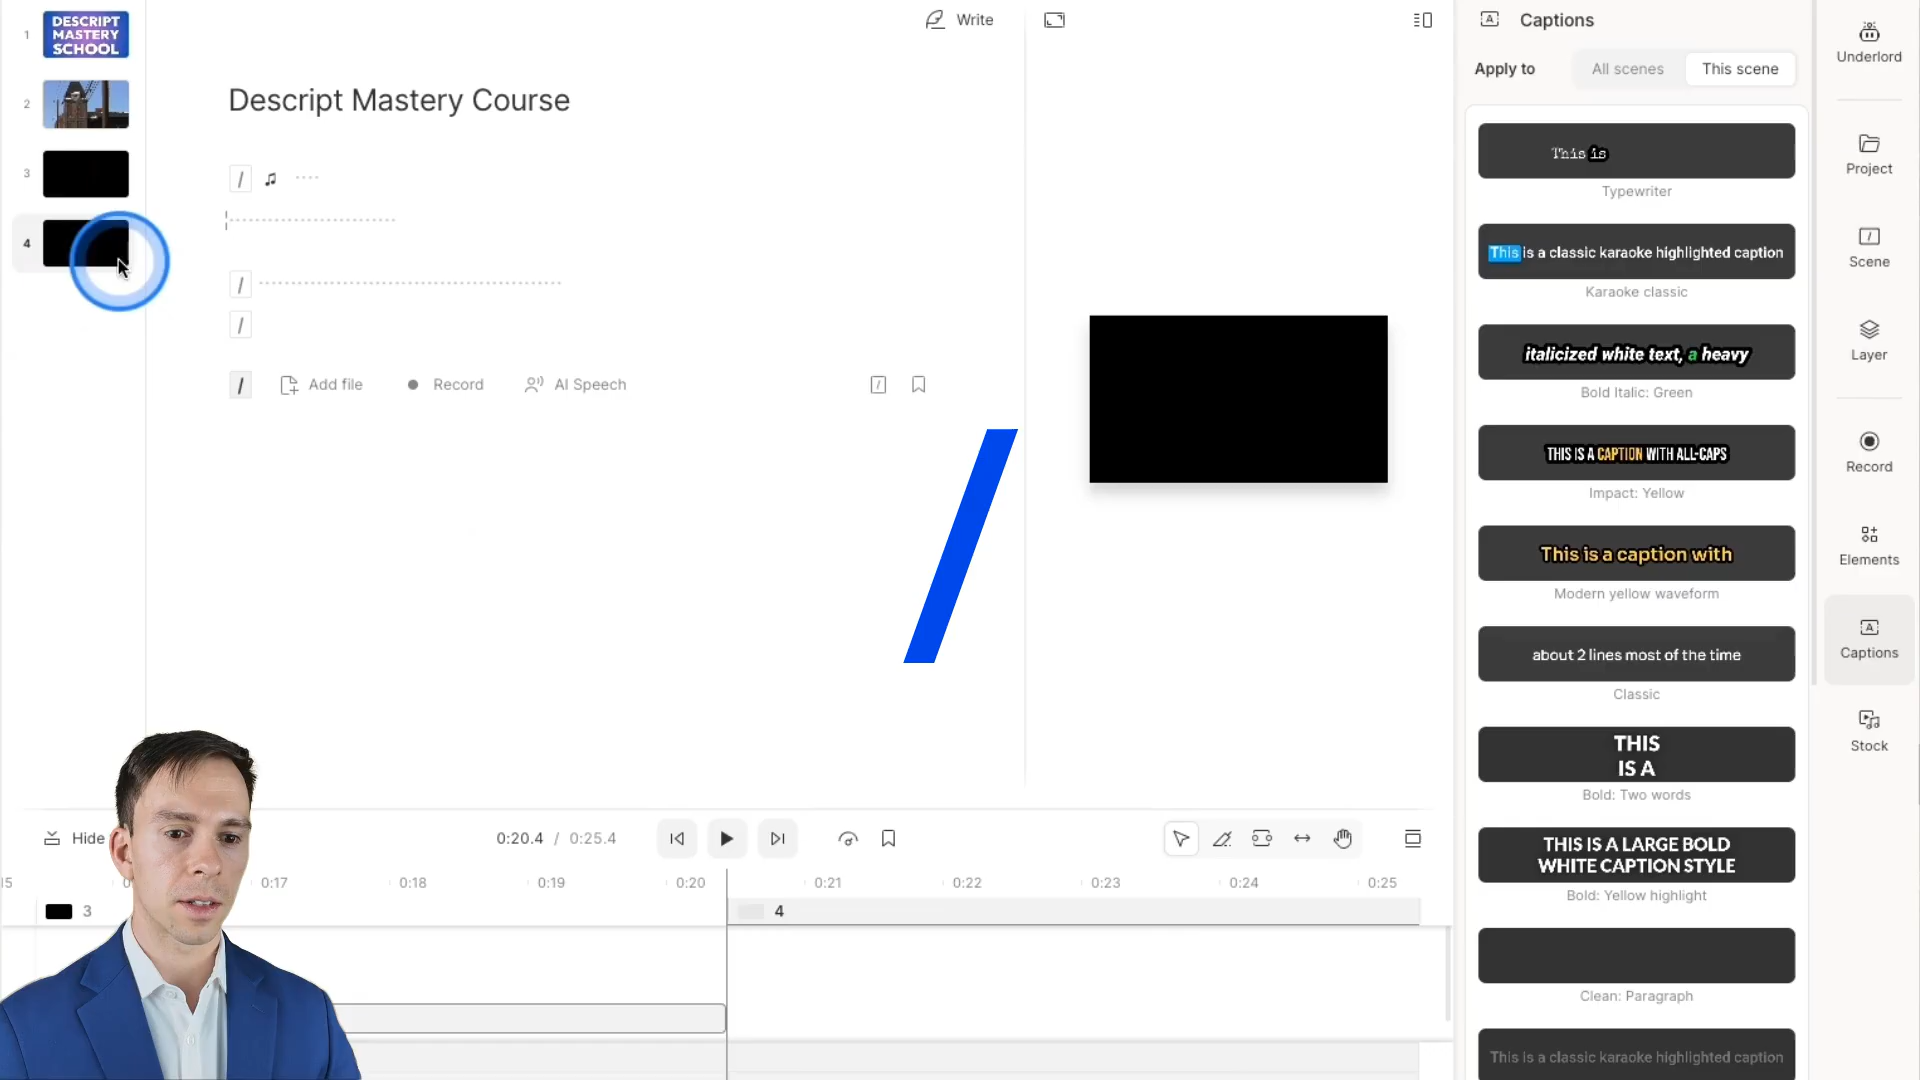 1
DESCRIPT
MASTERY
SCHOOL
2
3
4
Write
Descript Mastery Course
/
/
/
/ Add file Record AI Speech
/
Captions
Apply to All scenes This scene
This is
Typewriter
This is a classic karaoke highlighted caption
Karaoke classic
italicized white text, a heavy
Bold Italic: Green
THIS IS A CAPTION WITH ALL-CAPS
Impact: Yellow
This is a caption with
Modern yellow waveform
about 2 lines most of the time
Classic
THIS
IS A
Bold: Two words
THIS IS A LARGE BOLD
WHITE CAPTION STYLE
Bold: Yellow highlight
Clean: Paragraph
This is a classic karaoke highlighted caption
Underlord
Project
Scene
Layer
Record
Elements
Captions
Stock
Hide
0:20.4 / 0:25.4
0:17 0:18 0:19 0:20 0:21 0:22 0:23 0:24 0:25
3 4